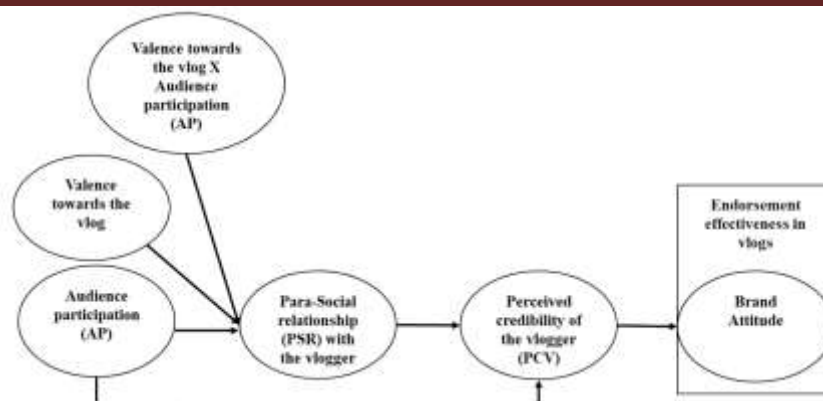 Valence towards
the vlog X
Audience
participation
(AP)
Valence
towards the
vlog
Audience
participation
(AP)
Para-Social
relationship
(PSR) with
the vlogger
Perceived
credibility of
the vlogger
(PCV)
Endorsement
effectiveness in
vlogs
Brand
Attitude